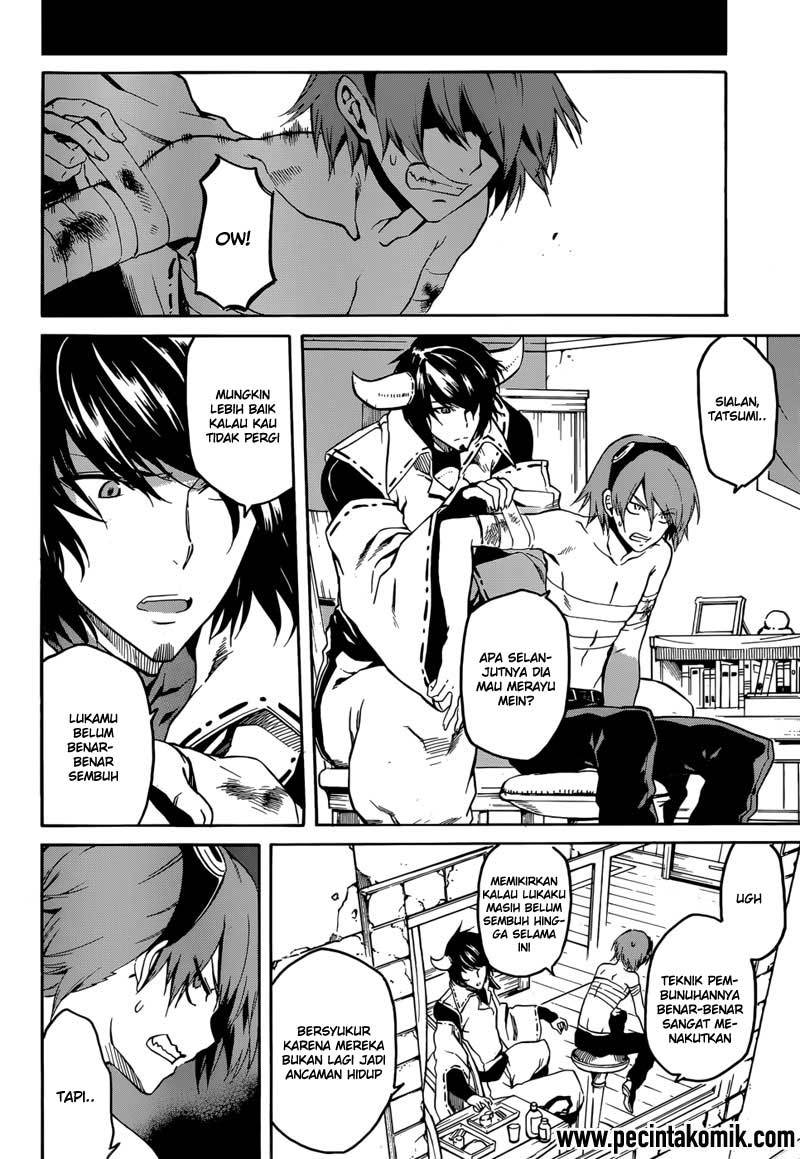 OW!
SIALAN,
TATSUMI..
APA SELAN-
JUTNYA DIA
MAU MERAYU
MEIN?
MUNGKIN
LEBIH BAIK
KALAU KAU
TIDAK PERGI
LUKAMU
BELUM
BENAR-
BENAR
SEMBUH
UGH
TEKNIK PEM-
BUNUHANNYA
BENAR-BENAR
SANGAT ME-
NAKUTKAN
MEMIKIRKAN
KALAU LUKAKU
MASIH BELUM
SEMBUH HING-
GA SELAMA
INI
BERSYUKUR
KARENA MEREKA
BUKAN LAGI JADI
ANCAMAN HIDUP
TAPI..
www.pecintakomik.com